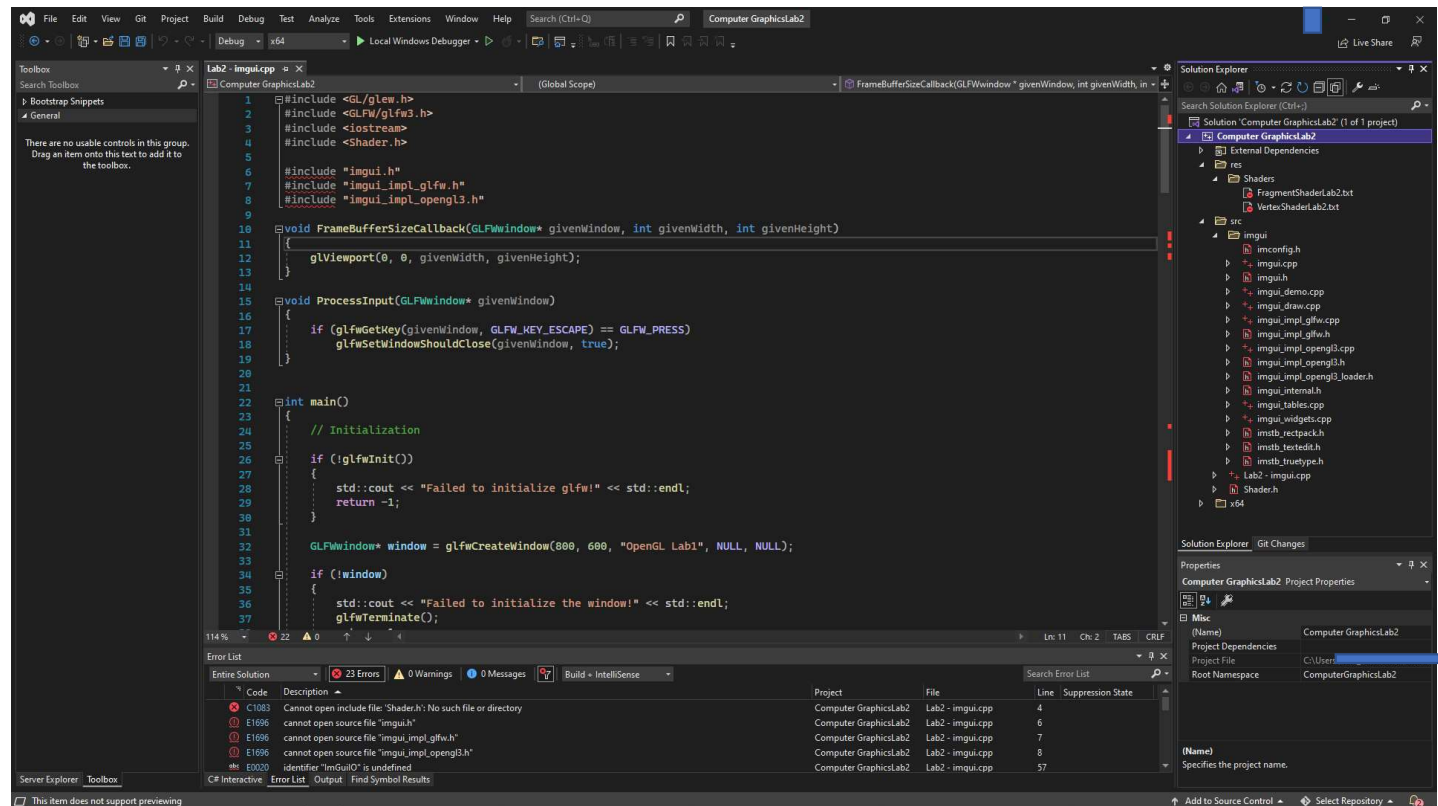 File Edit View Git Project Build Debug Test Analyze Tools Extensions Window Help Search (Ctrl+Q) Computer GraphicsLab2
Debug x64 Local Windows Debugger Live Share
Toolbox
Search Toolbox
Bootstrap Snippets
General
There are no usable controls in this group.
Drag an item onto this text to add it to
the toolbox.
Server Explorer Toolbox
Lab2 - imgui.cpp
Computer GraphicsLab2 (Global Scope) FrameBufferSizeCallback(GLFWwindow * givenWindow, int givenWidth, in
1 #include <GL/glew.h>
2 #include <GLFW/glfw3.h>
3 #include <iostream>
4 #include <Shader.h>
5
6 #include "imgui.h"
7 #include "imgui_impl_glfw.h"
8 #include "imgui_impl_opengl3.h"
9
10 void FrameBufferSizeCallback(GLFWwindow* givenWindow, int givenWidth, int givenHeight)
11 {
12 glViewport(0, 0, givenWidth, givenHeight);
13 }
14
15 void ProcessInput(GLFWwindow* givenWindow)
16 {
17 if (glfwGetKey(givenWindow, GLFW_KEY_ESCAPE) == GLFW_PRESS)
18 glfwSetWindowShouldClose(givenWindow, true);
19 }
20
21
22 int main()
23 {
24 // Initialization
25
26 if (!glfwInit())
27 {
28 std::cout << "Failed to initialize glfw!" << std::endl;
29 return -1;
30 }
31
32 GLFWwindow* window = glfwCreateWindow(800, 600, "OpenGL Lab1", NULL, NULL);
33
34 if (!window)
35 {
36 std::cout << "Failed to initialize the window!" << std::endl;
37 glfwTerminate();
114 % 22 0 Ln: 11 Ch: 2 TABS CRLF
Error List
Entire Solution 23 Errors 0 Warnings 0 Messages Build + IntelliSense Search Error List
Code Description Project File Line Suppression State
C1083 Cannot open include file: 'Shader.h': No such file or directory Computer GraphicsLab2 Lab2 - imgui.cpp 4
E1696 cannot open source file "imgui.h" Computer GraphicsLab2 Lab2 - imgui.cpp 6
E1696 cannot open source file "imgui_impl_glfw.h" Computer GraphicsLab2 Lab2 - imgui.cpp 7
E1696 cannot open source file "imgui_impl_opengl3.h" Computer GraphicsLab2 Lab2 - imgui.cpp 8
abc E0020 identifier "ImGuiIO" is undefined Computer GraphicsLab2 Lab2 - imgui.cpp 57
C# Interactive Error List Output Find Symbol Results
Solution Explorer
Search Solution Explorer (Ctrl+;)
Solution 'Computer GraphicsLab2' (1 of 1 project)
Computer GraphicsLab2
External Dependencies
res
Shaders
FragmentShaderLab2.txt
VertexShaderLab2.txt
src
imgui
imconfig.h
imgui.cpp
imgui.h
imgui_demo.cpp
imgui_draw.cpp
imgui_impl_glfw.cpp
imgui_impl_glfw.h
imgui_impl_opengl3.cpp
imgui_impl_opengl3.h
imgui_impl_opengl3_loader.h
imgui_internal.h
imgui_tables.cpp
imgui_widgets.cpp
imstb_rectpack.h
imstb_textedit.h
imstb_truetype.h
Lab2 - imgui.cpp
Shader.h
x64
Solution Explorer Git Changes
Properties
Computer GraphicsLab2 Project Properties
Misc
(Name) Computer GraphicsLab2
Project Dependencies
Project File C:\Users
Root Namespace ComputerGraphicsLab2
(Name)
Specifies the project name.
This item does not support previewing Add to Source Control Select Repository